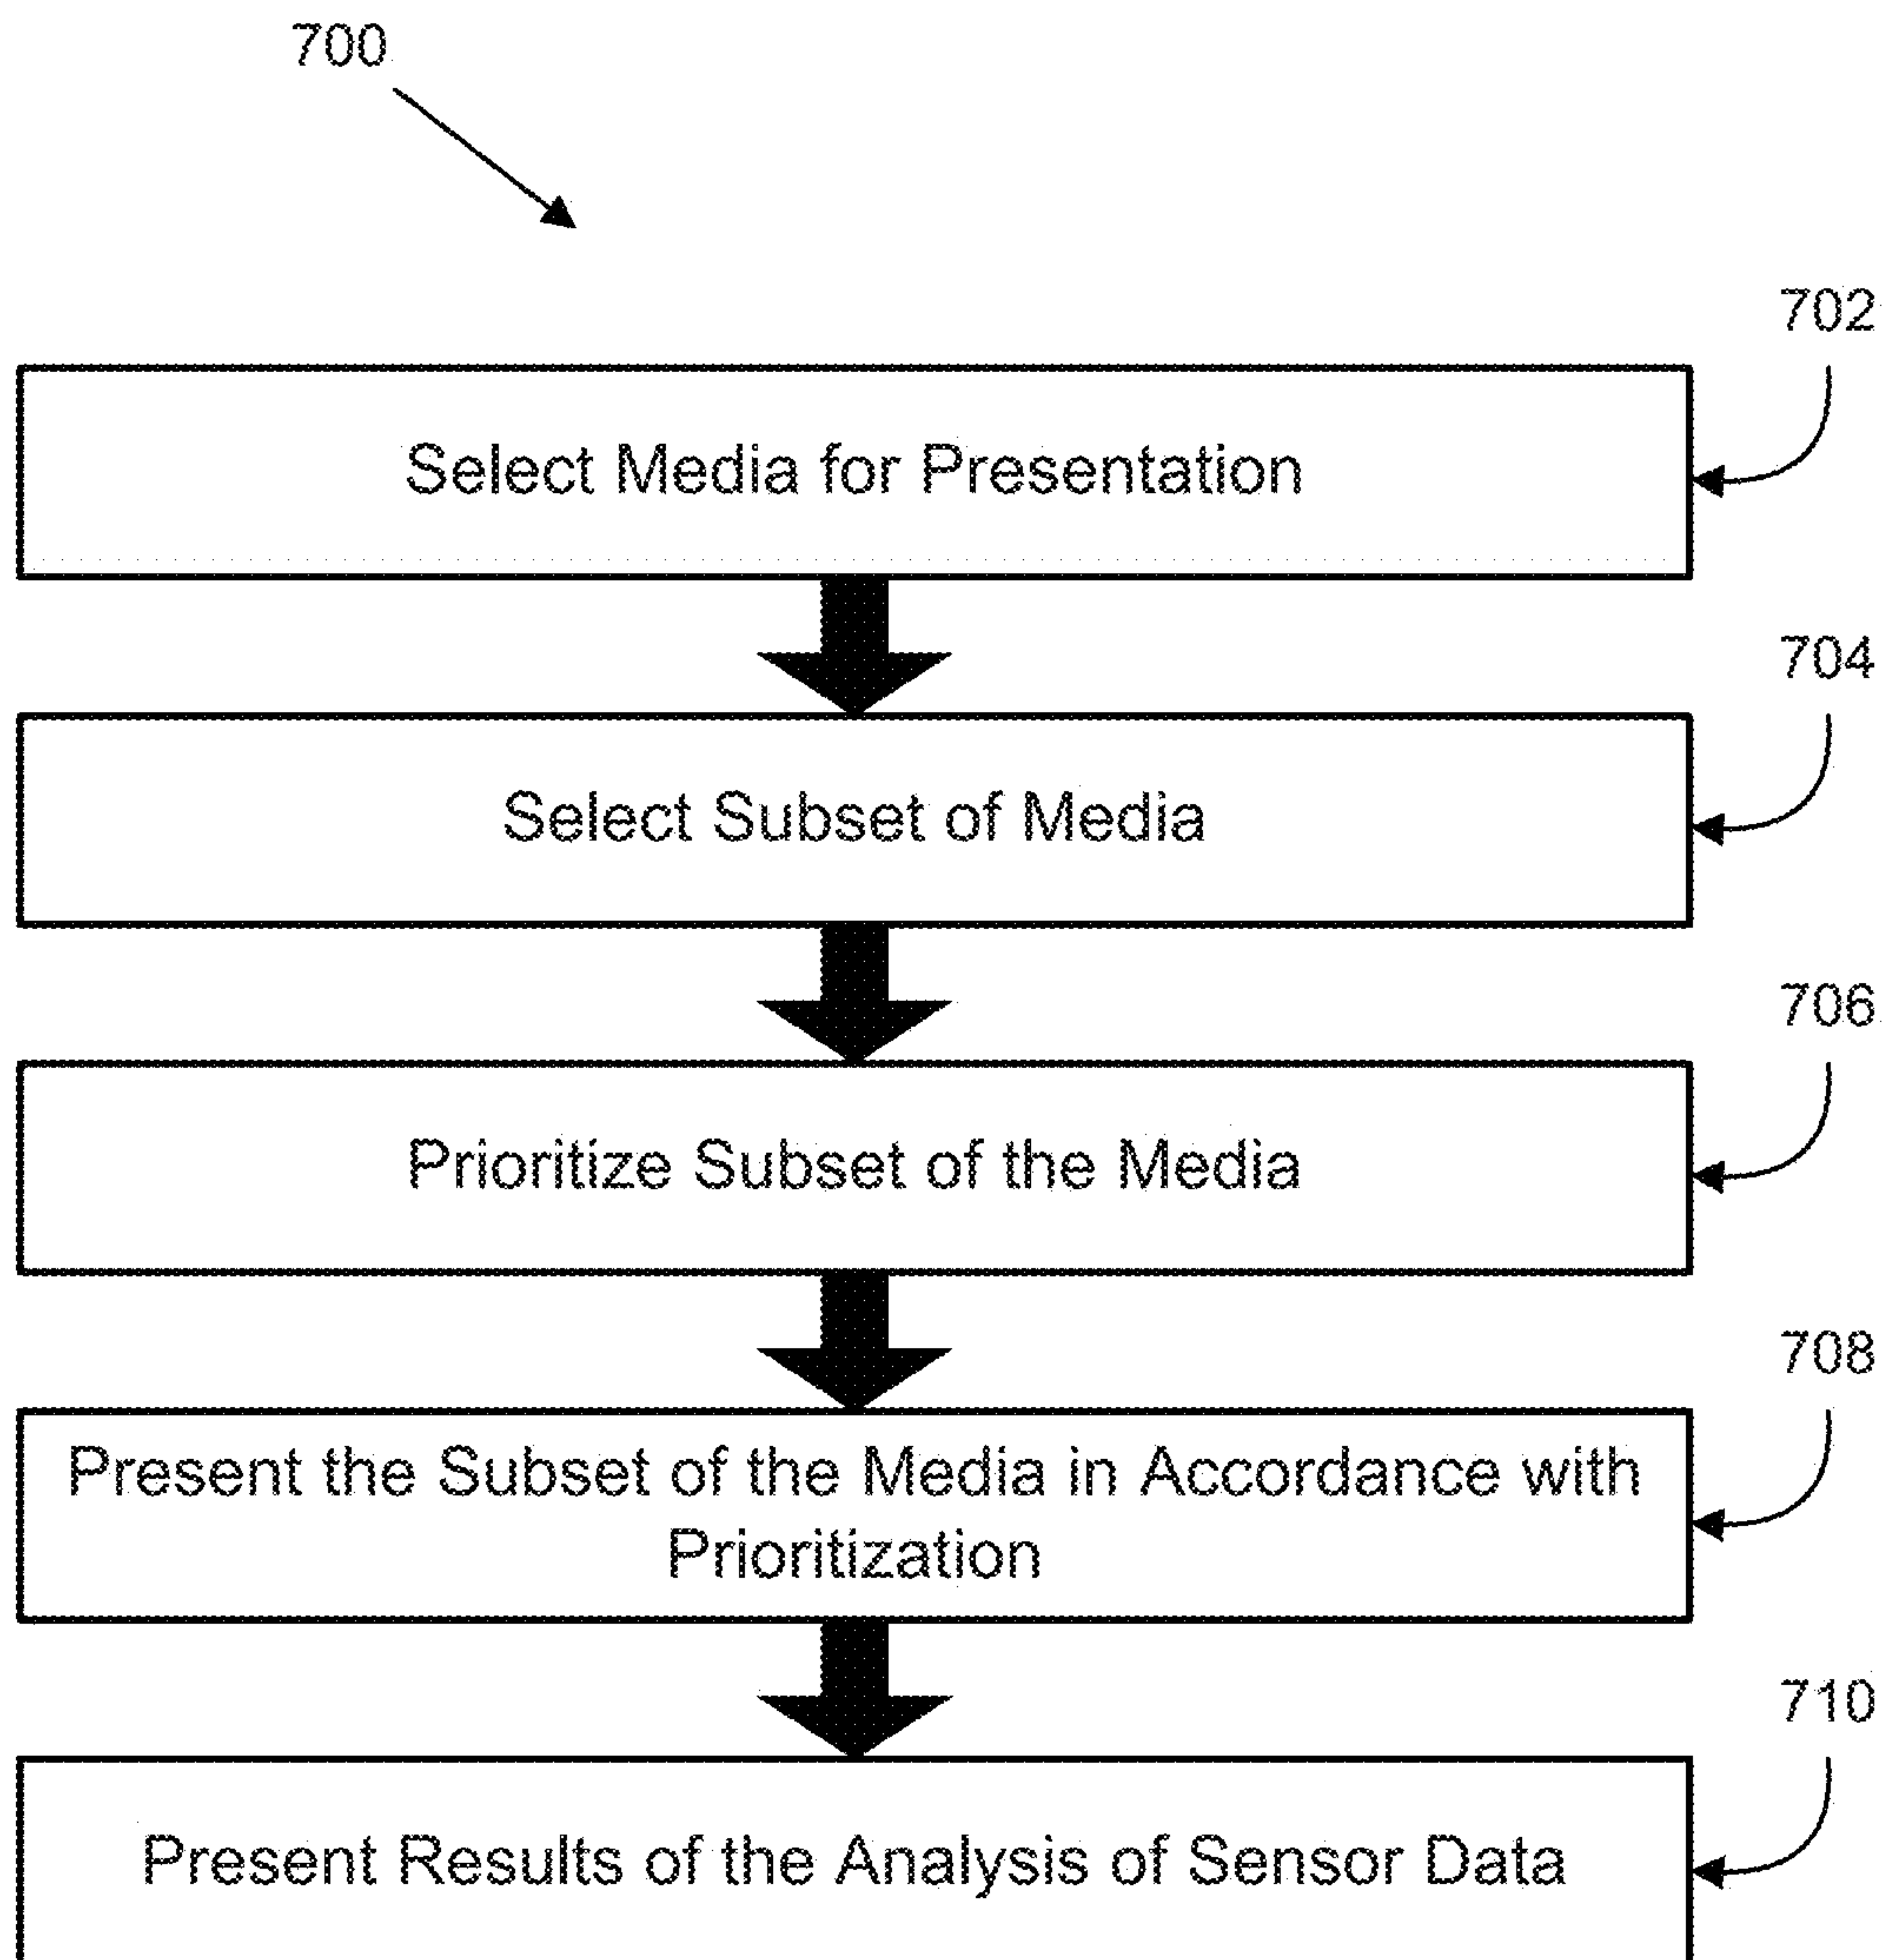 700
702
Select Media for Presentation
704
Select Subset of Media
706
Prioritize Subset of the Media
708
Present the Subset of the Media in Accordance with
Prioritization
710
Present Results of the Analysis of Sensor Data